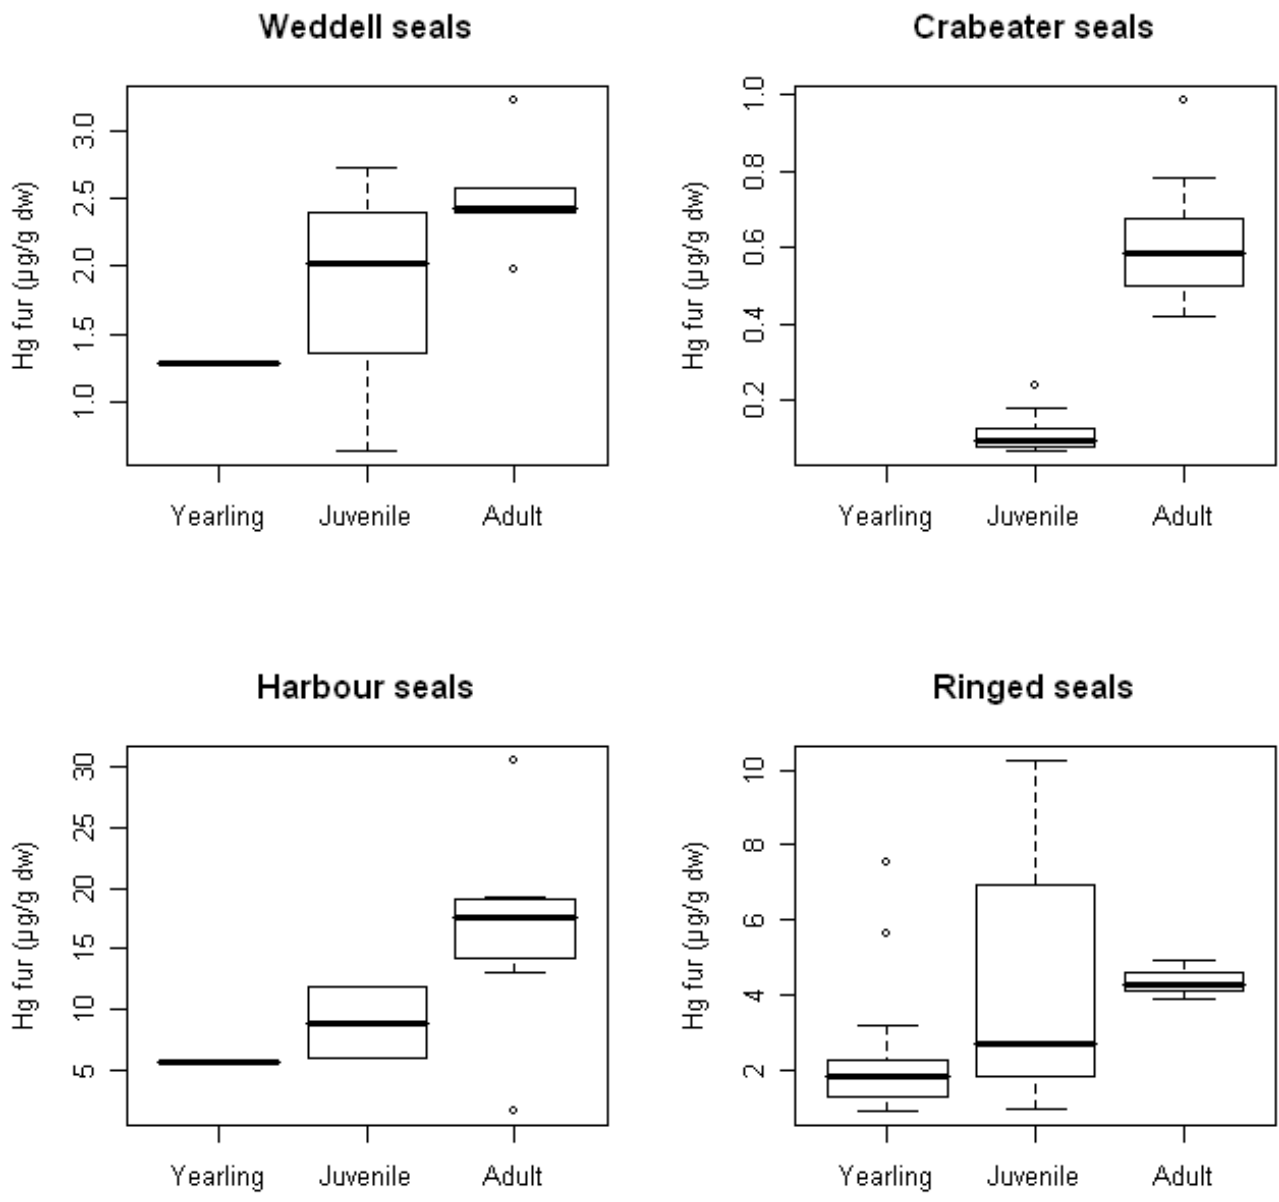 Weddell seals
Hg fur (µg/g dw)
3.0
2.5
2.0
1.5
1.0
Yearling Juvenile Adult
Crabeater seals
Hg fur (µg/g dw)
1.0
0.8
0.6
0.4
0.2
Yearling Juvenile Adult
Harbour seals
Hg fur (µg/g dw)
30
25
20
15
10
5
Yearling Juvenile Adult
Ringed seals
Hg fur (µg/g dw)
10
8
6
4
2
Yearling Juvenile Adult